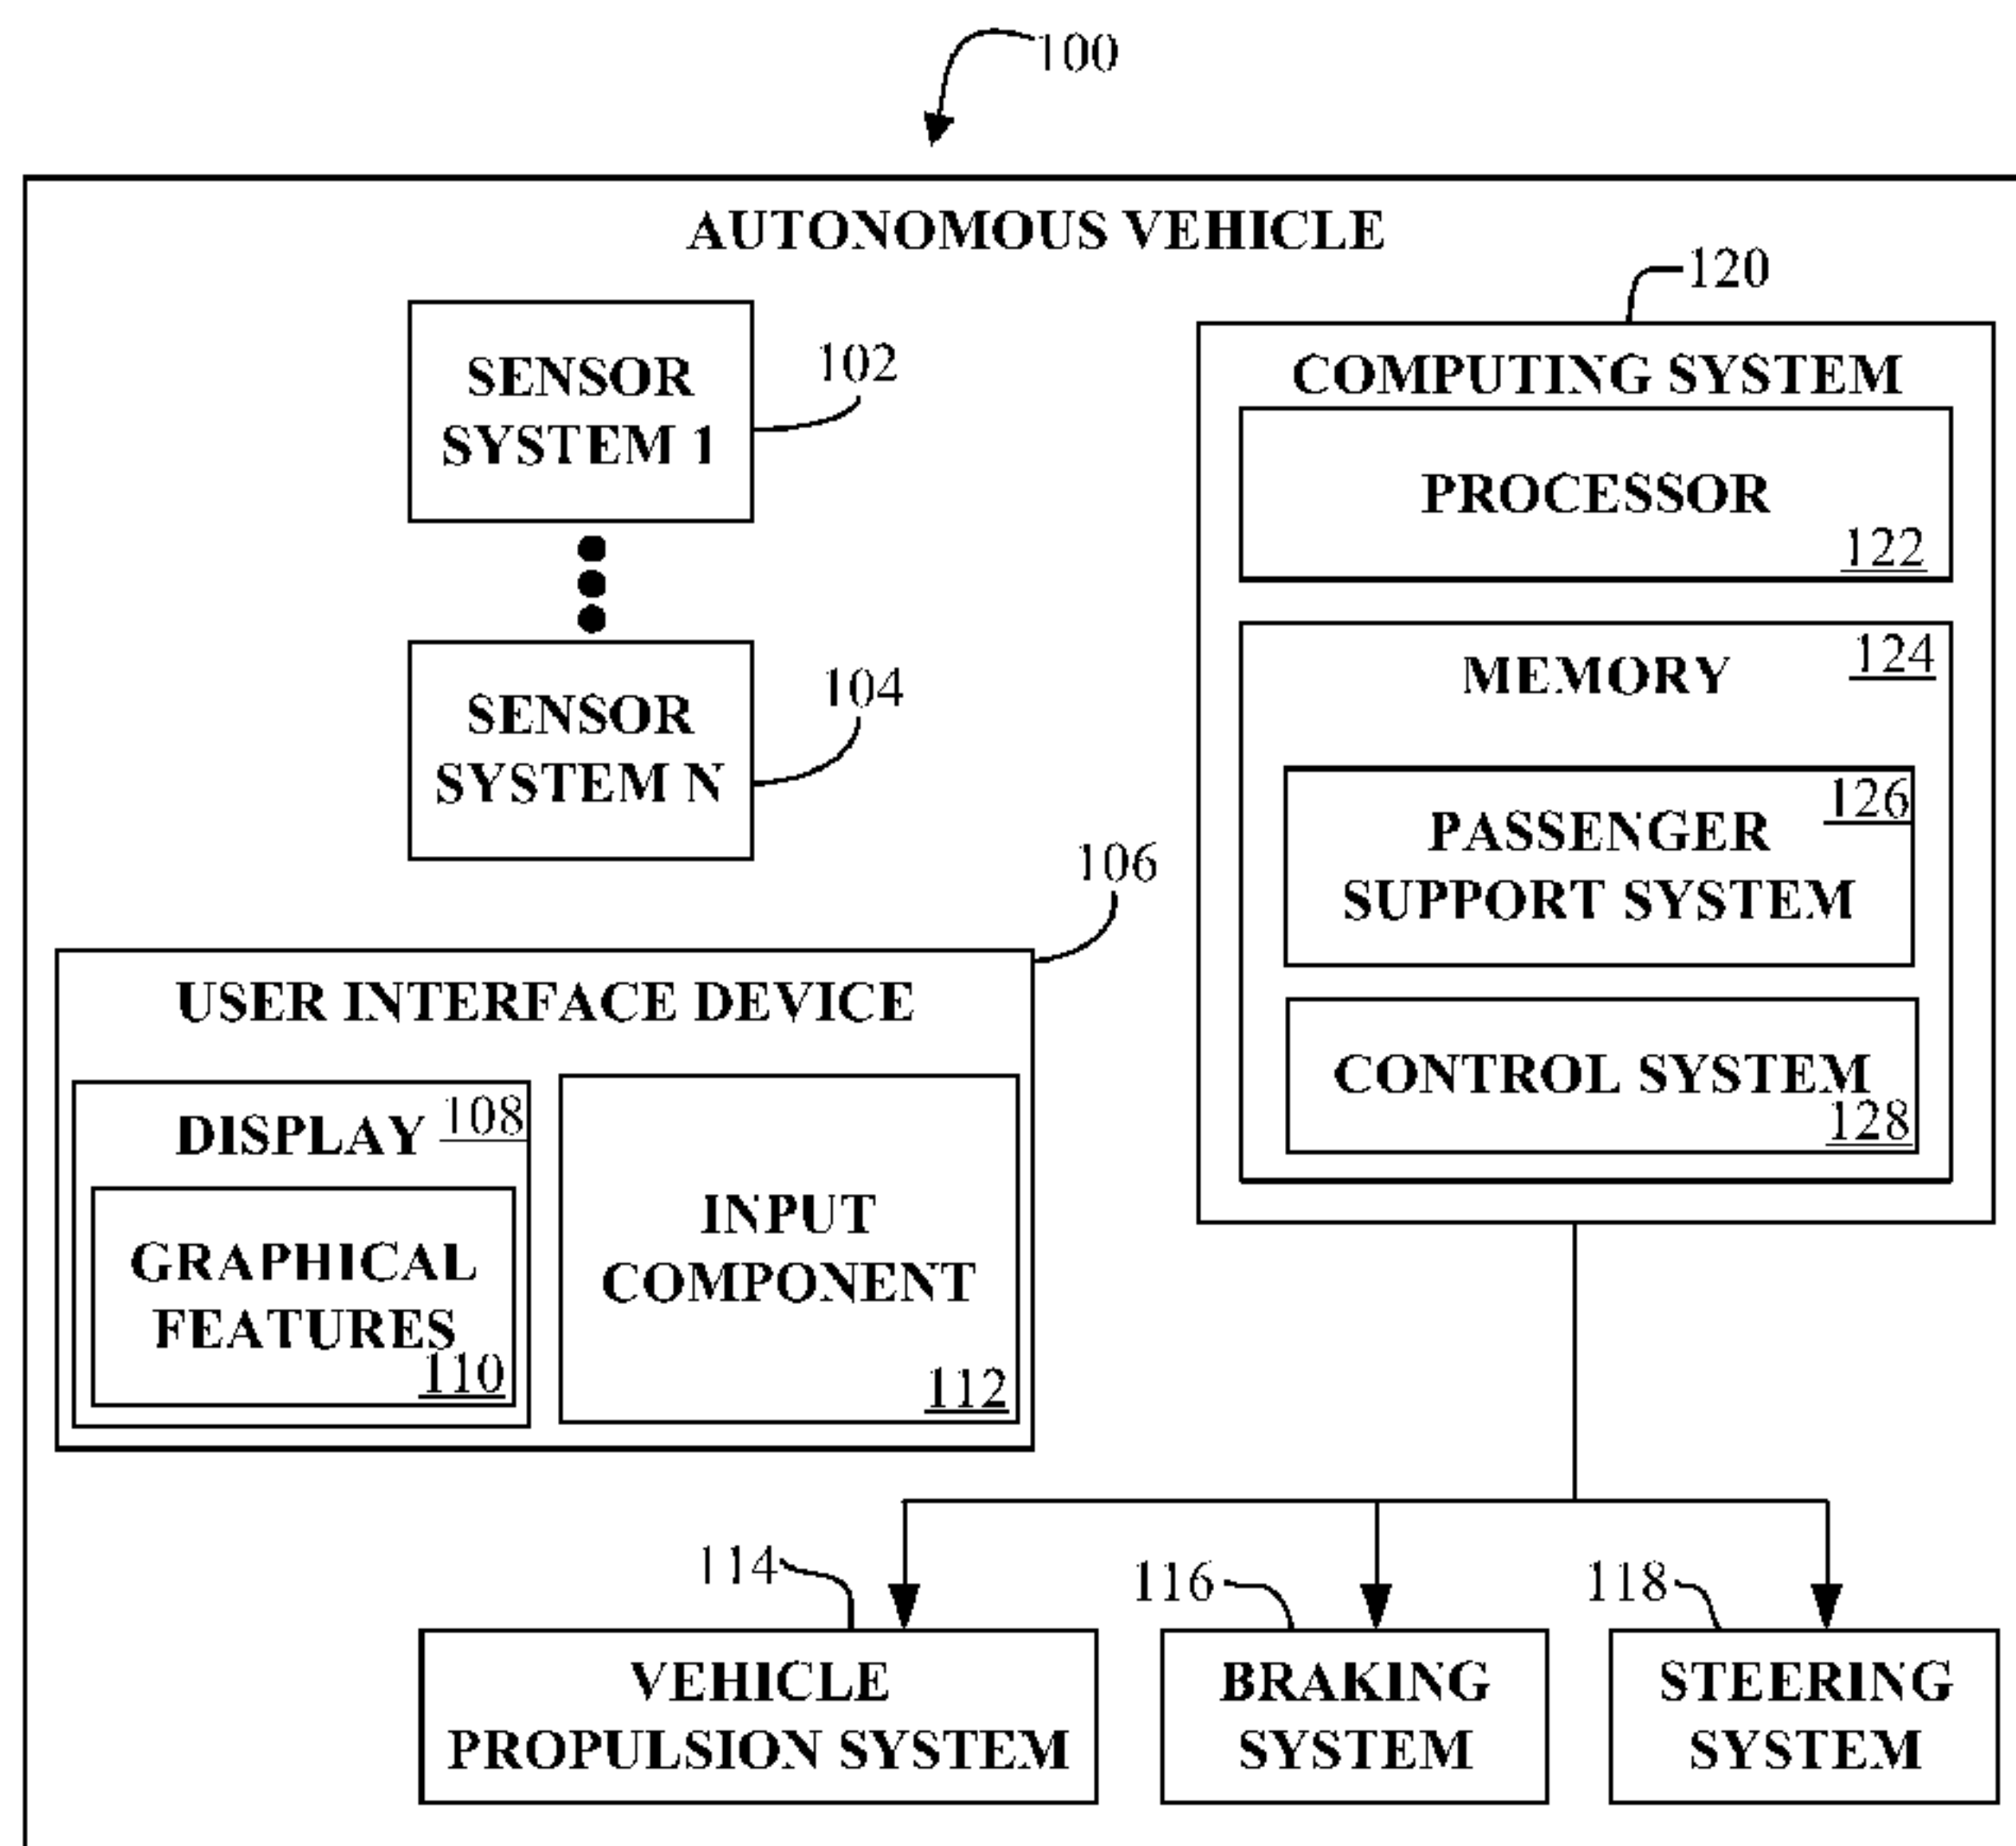 100
AUTONOMOUS VEHICLE
SENSOR
SYSTEM 1
102
SENSOR
SYSTEM N
104
120
COMPUTING SYSTEM
PROCESSOR
122
MEMORY
124
PASSENGER
SUPPORT SYSTEM
126
CONTROL SYSTEM
128
106
USER INTERFACE DEVICE
DISPLAY 108
GRAPHICAL
FEATURES
110
INPUT
COMPONENT
112
114
VEHICLE
PROPULSION SYSTEM
116
BRAKING
SYSTEM
118
STEERING
SYSTEM